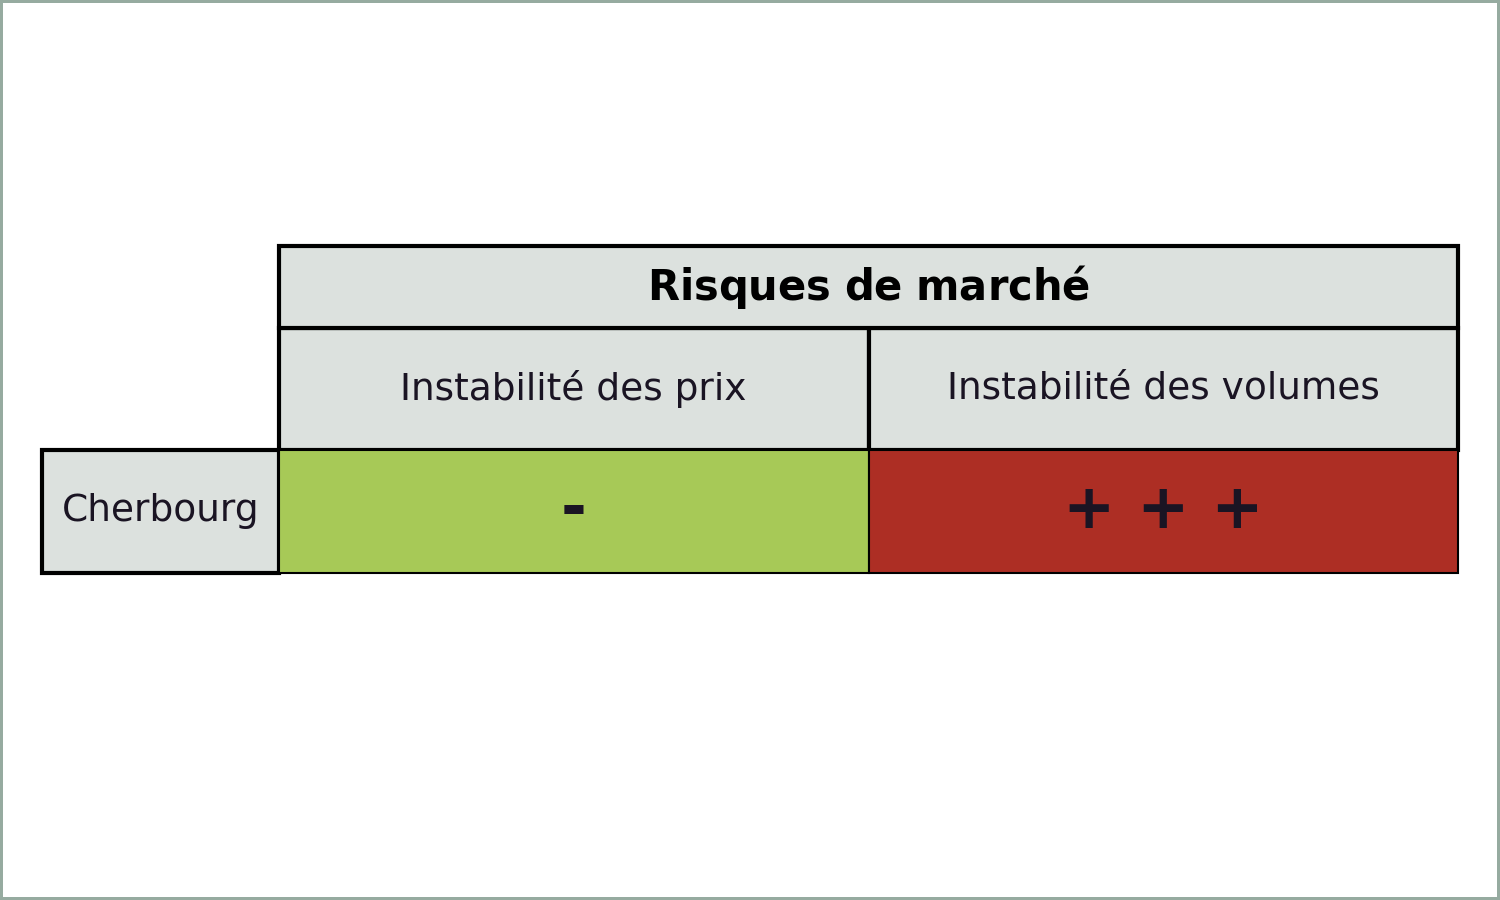 Risques de marché
Instabilité des prix
Instabilité des volumes
Cherbourg
-
+ + +